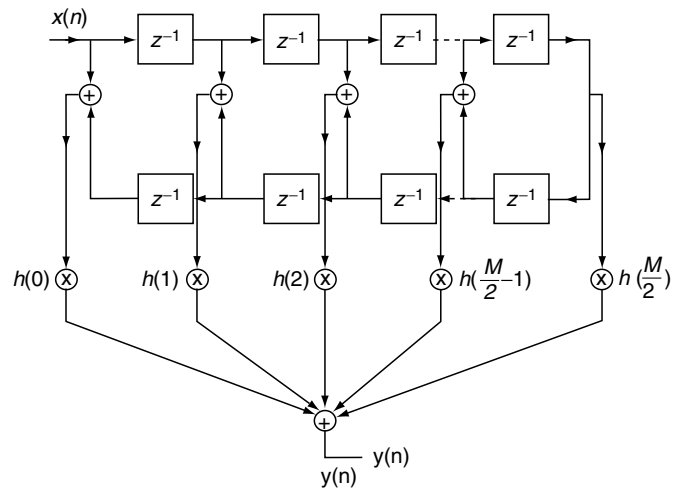 x(n)
z⁻¹ z⁻¹ z⁻¹ z⁻¹
+ + + +
z⁻¹ z⁻¹ z⁻¹ z⁻¹
h(0) x h(1) x h(2) x x h(M/2–1) x h(M/2)
+
y(n)
y(n)